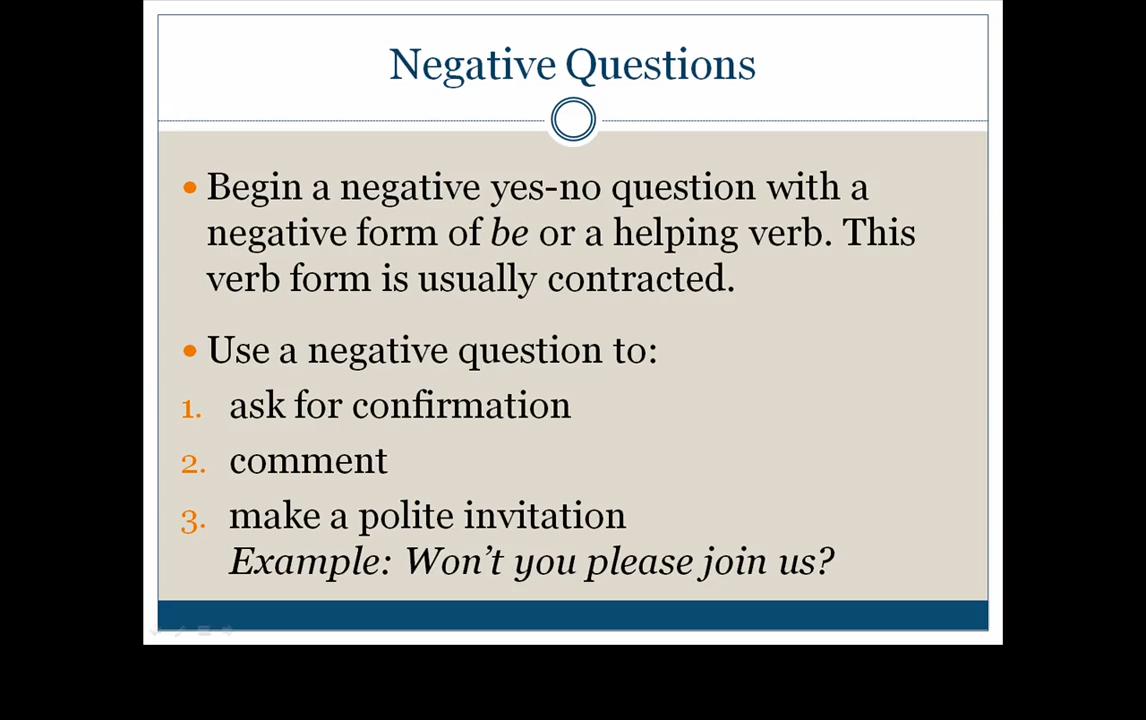 Negative Questions
• Begin a negative yes-no question with a
negative form of be or a helping verb. This
verb form is usually contracted.
• Use a negative question to:
1. ask for confirmation
2. comment
3. make a polite invitation
Example: Won’t you please join us?